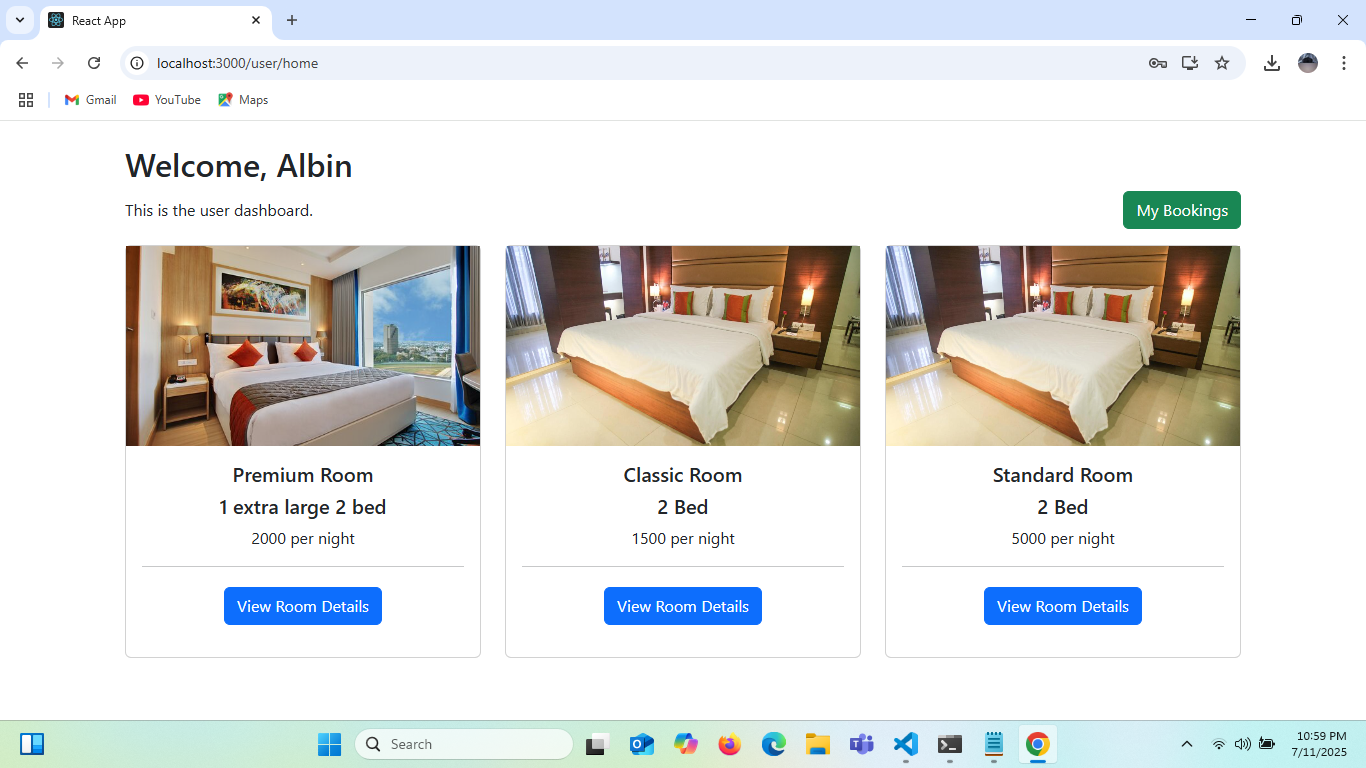 React App
localhost:3000/user/home
Gmail YouTube Maps
Welcome, Albin
This is the user dashboard.
My Bookings
Premium Room
1 extra large 2 bed
2000 per night
View Room Details
Classic Room
2 Bed
1500 per night
View Room Details
Standard Room
2 Bed
5000 per night
View Room Details
Search
10:59 PM
7/11/2025